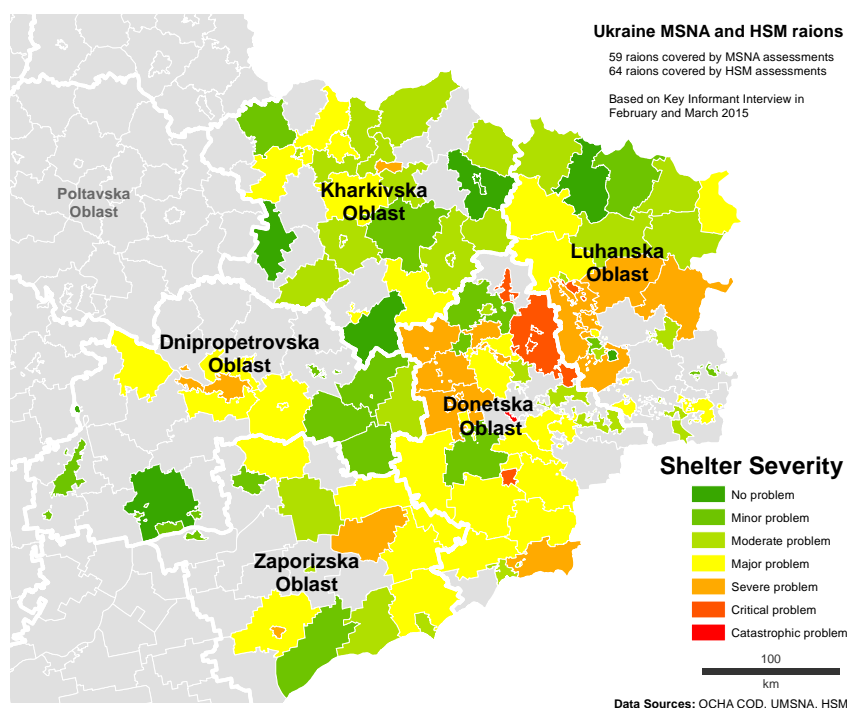 Ukraine MSNA and HSM raions
59 raions covered by MSNA assessments
64 raions covered by HSM assessments
Based on Key Informant Interview in
February and March 2015
Poltavska
Oblast
Kharkivska
Oblast
Luhanska
Oblast
Dnipropetrovska
Oblast
Donetska
Oblast
Zaporizska
Oblast
Shelter Severity
No problem
Minor problem
Moderate problem
Major problem
Severe problem
Critical problem
Catastrophic problem
100
km
Data Sources: OCHA COD, UMSNA, HSM